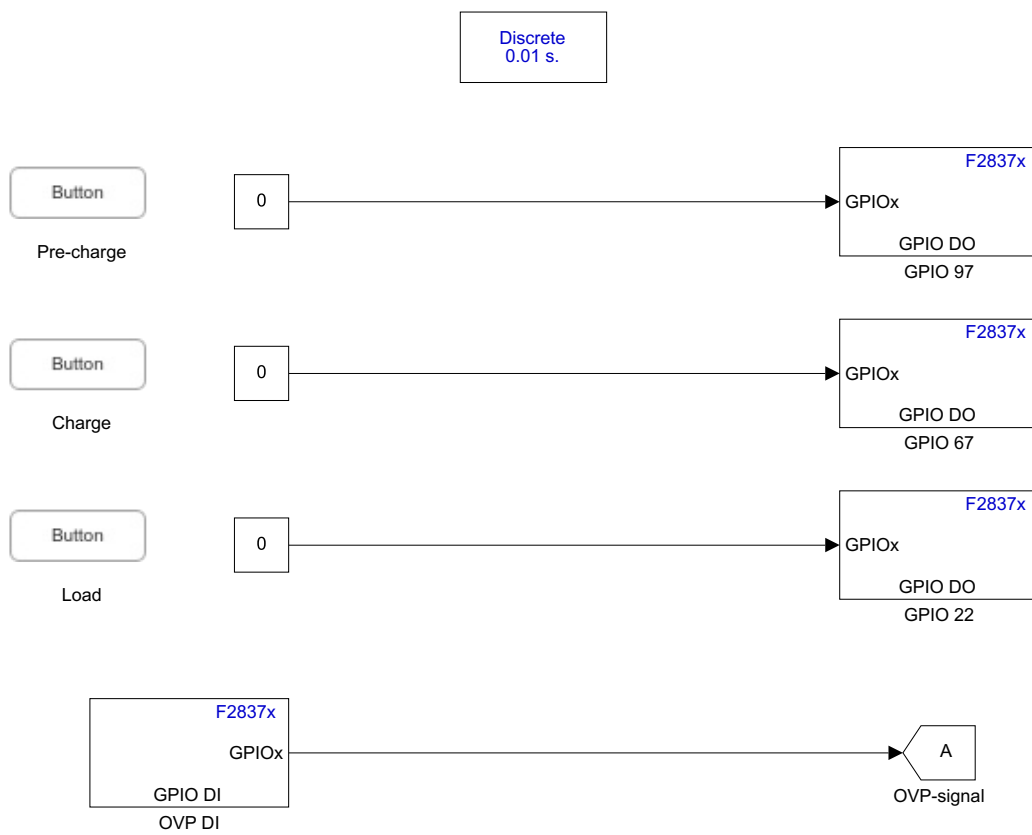 Discrete
0.01 s.
Button
Pre-charge
0
F2837x
GPIOx
GPIO DO
GPIO 97
Button
Charge
0
F2837x
GPIOx
GPIO DO
GPIO 67
Button
Load
0
F2837x
GPIOx
GPIO DO
GPIO 22
F2837x
GPIOx
GPIO DI
OVP DI
A
OVP-signal